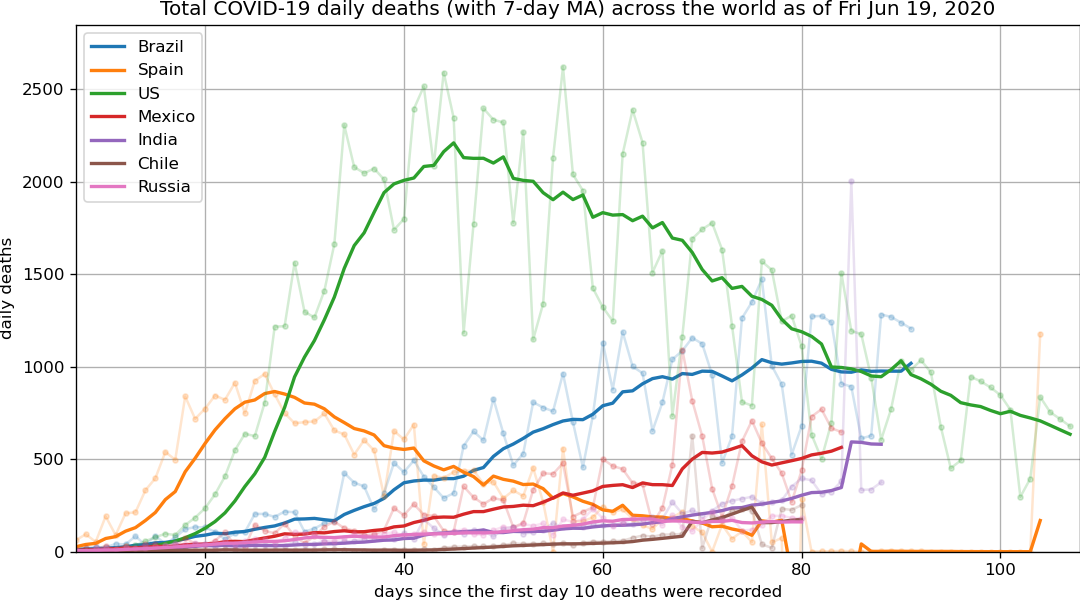 Total COVID-19 daily deaths (with 7-day MA) across the world as of Fri Jun 19, 2020
Brazil
Spain
US
Mexico
India
Chile
Russia
2500
2000
1500
1000
500
0
daily deaths
20
40
60
80
100
days since the first day 10 deaths were recorded